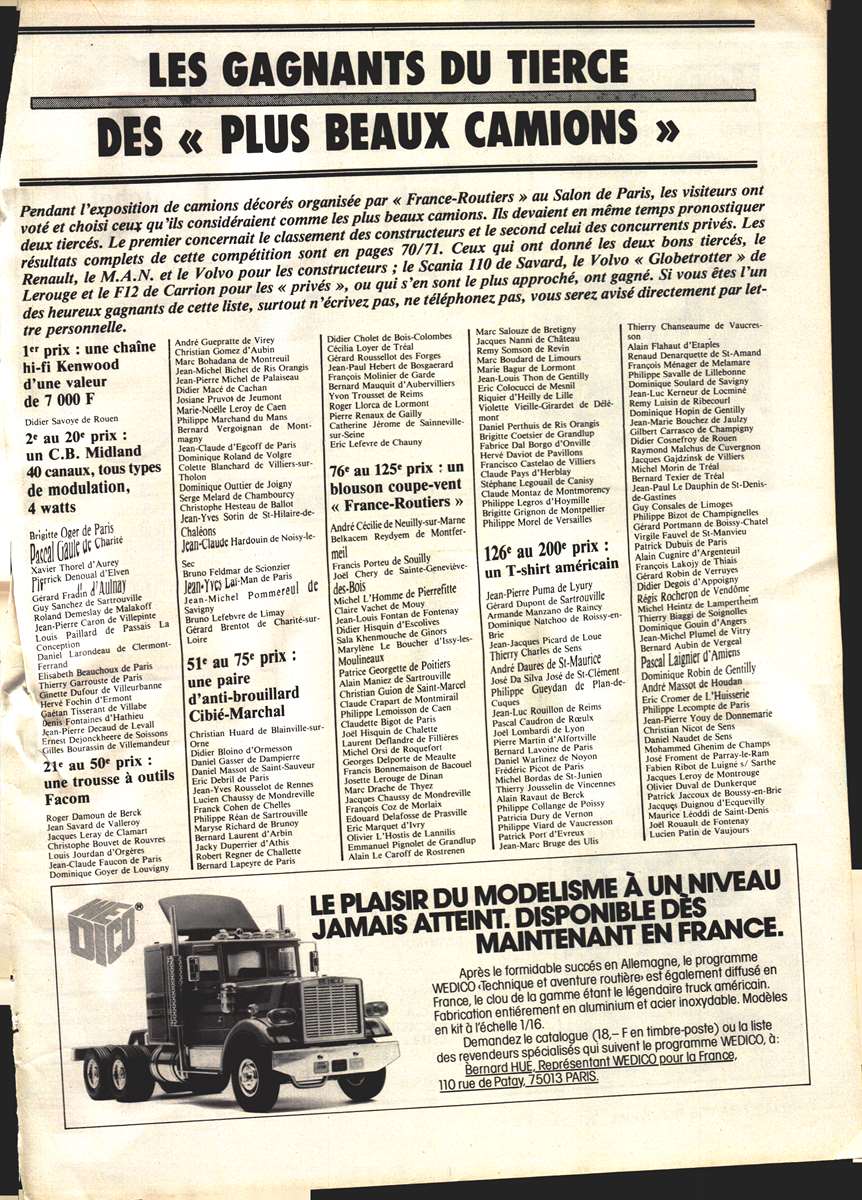 LES GAGNANTS DU TIERCE
DES « PLUS BEAUX CAMIONS »
Pendant l'exposition de camions décorés organisée par « France-Routiers » au Salon de Paris, les visiteurs ont
voté et choisi ceux qu'ils considéraient comme les plus beaux camions. Ils devaient en même temps pronostiquer
deux tiercés. Le premier concernait le classement des constructeurs et le second celui des concurrents privés. Les
résultats complets de cette compétition sont en pages 70/71. Ceux qui ont donné les deux bons tiercés, le
Renault, le M.A.N. et le Volvo pour les constructeurs ; le Scania 110 de Savard, le Volvo « Globetrotter » de
Lerouge et le F12 de Carrion pour les « privés », ou qui s'en sont le plus approché, ont gagné. Si vous êtes l'un
des heureux gagnants de cette liste, surtout n'écrivez pas, ne téléphonez pas, vous serez avisé directement par let-
tre personnelle.
1er prix : une chaîne
hi-fi Kenwood
d'une valeur
de 7 000 F
Didier Savoye de Rouen
2e au 20e prix :
un C.B. Midland
40 canaux, tous types
de modulation,
4 watts
Brigitte Oger de Paris
Pascal Giaule de Charité
Xavier Thorel d'Aurey
Pierrick Denoual d'Elven
Gérard Fradin d'Aulnay
Guy Sanchez de Sartrouville
Roland Demeslay de Malakoff
Jean-Pierre Caron de Villepinte
Louis Paillard de Passais La
Conception
Daniel Larondeau de Clermont-
Ferrand
Elisabeth Beauchoux de Paris
Thierry Garrouste de Paris
Ginette Dufour de Villeurbanne
Hervé Fochin d'Ermont
Gaëtan Tisserant de Villabe
Denis Fontaines d'Hathieu
Jean-Pierre Decaud de Levall
Ernest Dejonckheere de Soissons
Gilles Bourassin de Villemandeur
21e au 50e prix :
une trousse à outils
Facom
Roger Damoun de Berck
Jean Savard de Valleroy
Jacques Leray de Clamart
Christophe Bouvet de Rouvres
Louis Jourdan d'Orgères
Jean-Claude Faucon de Paris
Dominique Goyer de Louvigny
André Guepratte de Virey
Christian Gomez d'Aubin
Marc Bohadana de Montreuil
Jean-Michel Bichet de Ris Orangis
Jean-Pierre Michel de Palaiseau
Didier Macé de Cachan
Josiane Pruvot de Jeumont
Marie-Noëlle Leroy de Caen
Philippe Marchand du Mans
Bernard Vergoignan de Mont-
magny
Jean-Claude d'Egcoff de Paris
Dominique Roland de Volgre
Colette Blanchard de Villiers-sur-
Tholon
Dominique Outtier de Joigny
Serge Melard de Chambourcy
Christophe Hesteau de Ballot
Jean-Yves Sorin de St-Hilaire-de-
Chaléons
Jean-Claude Hardouin de Noisy-le-
Sec
Bruno Feldmar de Scionzier
Jean-Yves Lai-Man de Paris
Jean-Michel Pommereul de
Savigny
Bruno Lefebvre de Limay
Gérard Brentot de Charité-sur-
Loire
51e au 75e prix :
une paire
d'anti-brouillard
Cibié-Marchal
Christian Huard de Blainville-sur-
Orne
Didier Bloino d'Ormesson
Daniel Gasser de Dampierre
Daniel Massot de Saint-Sauveur
Eric Debril de Paris
Jean-Yves Rousselot de Rennes
Lucien Chaussy de Mondreville
Franck Cohen de Chelles
Philippe Réan de Sartrouville
Maryse Richard de Brunoy
Bernard Laurent d'Arbin
Jacky Duperrier d'Athis
Robert Regner de Challette
Bernard Lapeyre de Paris
Didier Cholet de Bois-Colombes
Cécilia Loyer de Tréal
Gérard Roussellot des Forges
Jean-Paul Hebert de Bosgaerard
François Molinier de Garde
Bernard Mauquit d'Aubervilliers
Yvon Trousset de Reims
Roger Llorca de Lormont
Pierre Renaux de Gailly
Catherine Jérome de Sainneville-
sur-Seine
Eric Lefevre de Chauny
76e au 125e prix : un
blouson coupe-vent
« France-Routiers »
André Cécile de Neuilly-sur-Marne
Belkacem Reydyem de Montfer-
meil
Francis Porteu de Souilly
Joël Chery de Sainte-Geneviève-
des-Bois
Michel L'Homme de Pierrefitte
Claire Vachet de Mouy
Jean-Louis Fontan de Fontenay
Didier Hisquin d'Escolives
Sala Khenmouche de Ginors
Marylène Le Boucher d'Issy-les-
Moulineaux
Patrice Georgette de Poitiers
Alain Maniez de Sartrouville
Christian Guion de Saint-Marcel
Claude Crapart de Montmirail
Philippe Lemoisson de Caen
Claudette Bigot de Paris
Joël Hisquin de Chalette
Laurent Deflandre de Fillières
Michel Orsi de Roquefort
Georges Delporte de Meaulte
Francis Bonnemaison de Bacouel
Josette Lerouge de Dinan
Marc Drache de Thyez
Jacques Chaussy de Mondreville
François Coz de Morlaix
Edouard Delafosse de Prasville
Eric Marquet d'Ivry
Olivier L'Hostis de Lannilis
Emmanuel Pignolet de Grandlup
Alain Le Caroff de Rostrenen
Marc Salouze de Bretigny
Jacques Nanni de Château
Remy Somson de Revin
Marc Boudard de Limours
Marie Bagur de Lormont
Jean-Louis Thon de Gentilly
Eric Colocucci de Mesnil
Riquier d'Heilly de Lille
Violette Vieille-Girardet de Délé-
mont
Daniel Perthuis de Ris Orangis
Brigitte Coetsier de Grandlup
Fabrice Dal Borgo d'Onville
Hervé Daviot de Pavillons
Francisco Castelao de Villiers
Claude Pays d'Herblay
Stéphane Legouail de Canisy
Claude Montaz de Montmorency
Philippe Legros d'Hoymille
Brigitte Grignon de Montpellier
Philippe Morel de Versailles
126e au 200e prix :
un T-shirt américain
Jean-Pierre Puma de Lyury
Gérard Dupont de Sartrouville
Armande Manzano de Raincy
Dominique Natchoo de Roissy-en-
Brie
Jean-Jacques Picard de Loue
Thierry Charles de Sens
André Daures de St-Maurice
José Da Silva José de St-Clément
Philippe Gueydan de Plan-de-
Cuques
Jean-Luc Rouillon de Reims
Pascal Caudron de Rœulx
Joël Lombardi de Lyon
Pierre Martin d'Alfortville
Bernard Lavoine de Paris
Daniel Warlinez de Noyon
Frédéric Picot de Paris
Michel Bordas de St-Junien
Thierry Jousselin de Vincennes
Alain Ravaut de Berck
Philippe Collange de Poissy
Patricia Dury de Vernon
Philippe Viard de Vaucresson
Patrick Port d'Evreux
Jean-Marc Bruge des Ulis
Thierry Chanseaume de Vaucres-
son
Alain Flahaut d'Etaples
Renaud Denarquette de St-Amand
François Ménager de Melamare
Philippe Savalle de Lillebonne
Dominique Soulard de Savigny
Jean-Luc Kerneur de Locminé
Remy Luisin de Ribecourl
Dominique Hopin de Gentilly
Jean-Marie Bouchez de Jaulzy
Gilbert Carrasco de Champigny
Didier Cosnefroy de Rouen
Raymond Malchus de Cuvergnon
Jacques Gajdzinsk de Villiers
Michel Morin de Tréal
Bernard Texier de Tréal
Jean-Paul Le Dauphin de St-Denis-
de-Gastines
Guy Consales de Limoges
Philippe Bizot de Champignelles
Gérard Portmann de Boissy-Chatel
Virgile Fauvel de St-Manvieu
Patrick Dubuis de Paris
Alain Cugnire d'Argenteuil
François Lakojy de Thiais
Gérard Robin de Verruyes
Didier Degois d'Appoigny
Régis Rocheron de Vendôme
Michel Heintz de Lampertheim
Thierry Biaggi de Soignolles
Dominique Gouin d'Angers
Jean-Michel Plumel de Vitry
Bernard Aubin de Vergeal
Pascal Laignier d'Amiens
Dominique Robin de Gentilly
André Massot de Houdan
Eric Cromer de L'Huisserie
Philippe Lecompte de Paris
Jean-Pierre Youy de Donnemarie
Christian Nicot de Sens
Daniel Naudet de Sens
Mohammed Ghenim de Champs
José Froment de Parray-le-Ram
Fabien Ribot de Luigné s/ Sarthe
Jacques Leroy de Montrouge
Olivier Duval de Dunkerque
Patrick Jaccoux de Boussy-en-Brie
Jacques Duignou d'Ecquevilly
Maurice Léoddi de Saint-Denis
Joël Rouault de Fontenay
Lucien Patin de Vaujours
WEDICO®
LE PLAISIR DU MODELISME À UN NIVEAU
JAMAIS ATTEINT. DISPONIBLE DÈS
MAINTENANT EN FRANCE.
Après le formidable succés en Allemagne, le programme
WEDICO ‹Technique et aventure routière› est également diffusé en
France, le clou de la gamme étant le légendaire truck américain.
Fabrication entiérement en aluminium et acier inoxydable. Modèles
en kit à l'échelle 1/16.
Demandez le catalogue (18,– F en timbre-poste) ou la liste
des revendeurs spécialisés qui suivent le programme WEDICO, à:
Bernard HUE, Représentant WEDICO pour la France,
110 rue de Patay, 75013 PARIS.